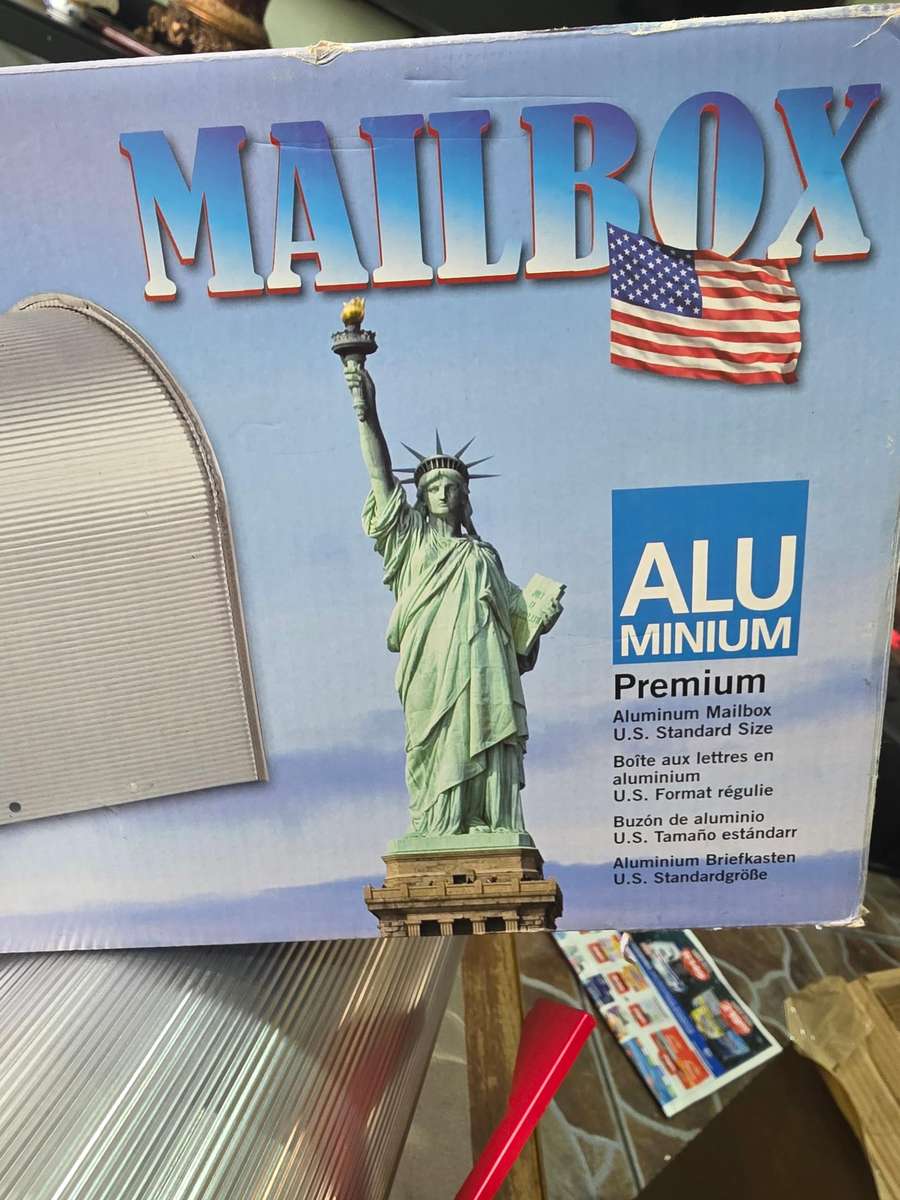 MAILBOX
ALU
MINIUM
Premium
Aluminum Mailbox
U.S. Standard Size
Boîte aux lettres en
aluminium
U.S. Format régulie
Buzón de aluminio
U.S. Tamaño estándarr
Aluminium Briefkasten
U.S. Standardgröße